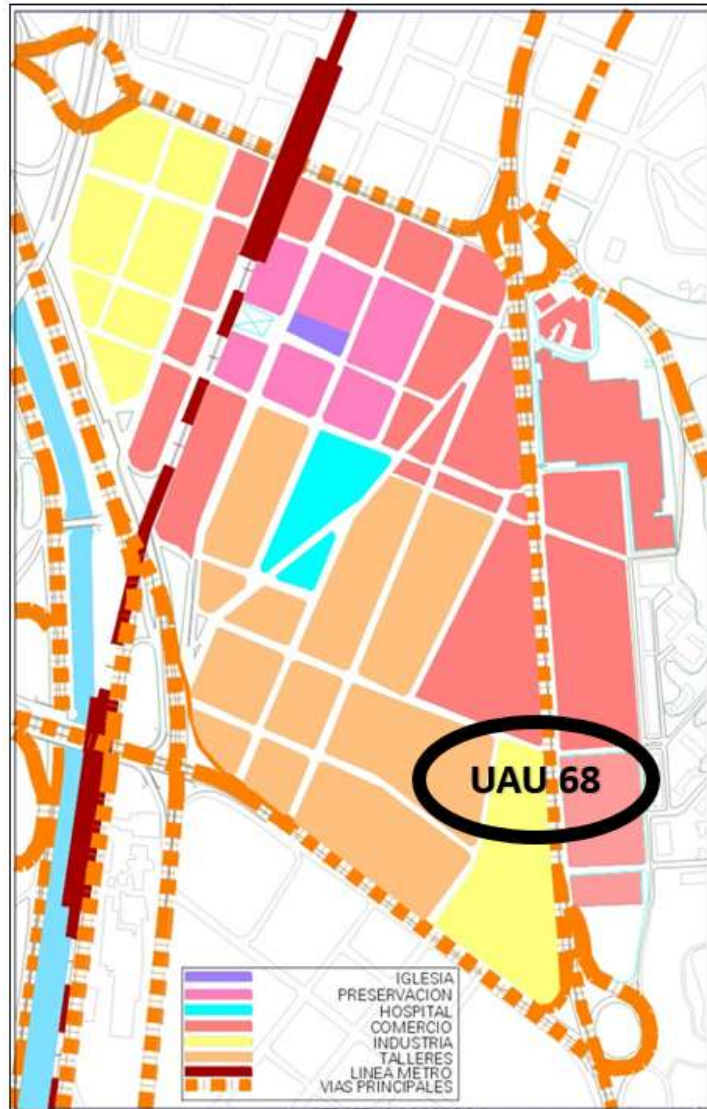 UAU 68
IGLESIA
PRESERVACION
HOSPITAL
COMERCIO
INDUSTRIA
TALLERES
LINEA METRO
VIAS PRINCIPALES